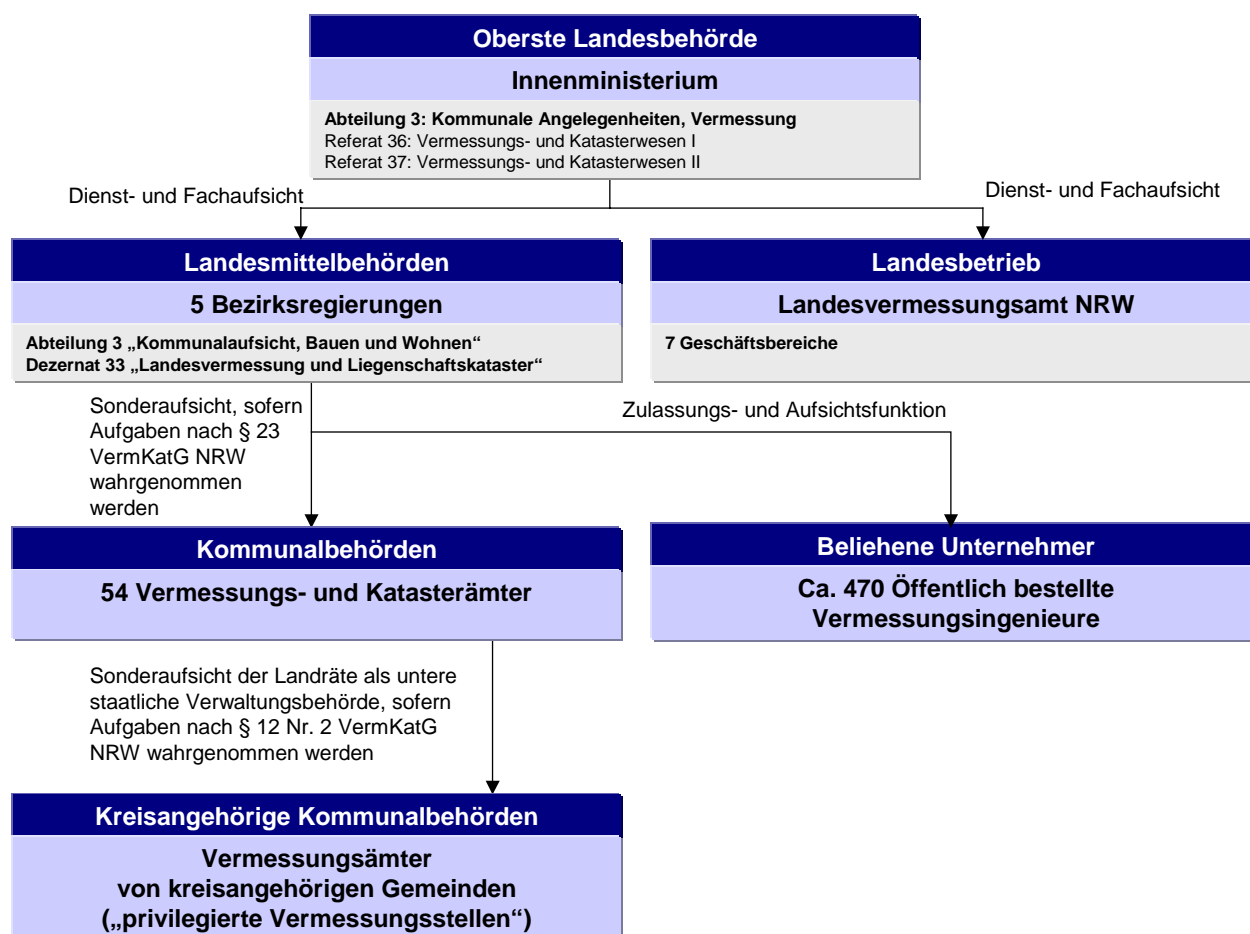 Oberste Landesbehörde
Innenministerium
Abteilung 3: Kommunale Angelegenheiten, Vermessung
Referat 36: Vermessungs- und Katasterwesen I
Referat 37: Vermessungs- und Katasterwesen II
Dienst- und Fachaufsicht
Dienst- und Fachaufsicht
Landesmittelbehörden
5 Bezirksregierungen
Abteilung 3 „Kommunalaufsicht, Bauen und Wohnen“
Dezernat 33 „Landesvermessung und Liegenschaftskataster“
Landesbetrieb
Landesvermessungsamt NRW
7 Geschäftsbereiche
Sonderaufsicht, sofern
Aufgaben nach § 23
VermKatG NRW
wahrgenommen
werden
Zulassungs- und Aufsichtsfunktion
Kommunalbehörden
54 Vermessungs- und Katasterämter
Beliehene Unternehmer
Ca. 470 Öffentlich bestellte
Vermessungsingenieure
Sonderaufsicht der Landräte als untere
staatliche Verwaltungsbehörde, sofern
Aufgaben nach § 12 Nr. 2 VermKatG
NRW wahrgenommen werden
Kreisangehörige Kommunalbehörden
Vermessungsämter
von kreisangehörigen Gemeinden
(„privilegierte Vermessungsstellen“)